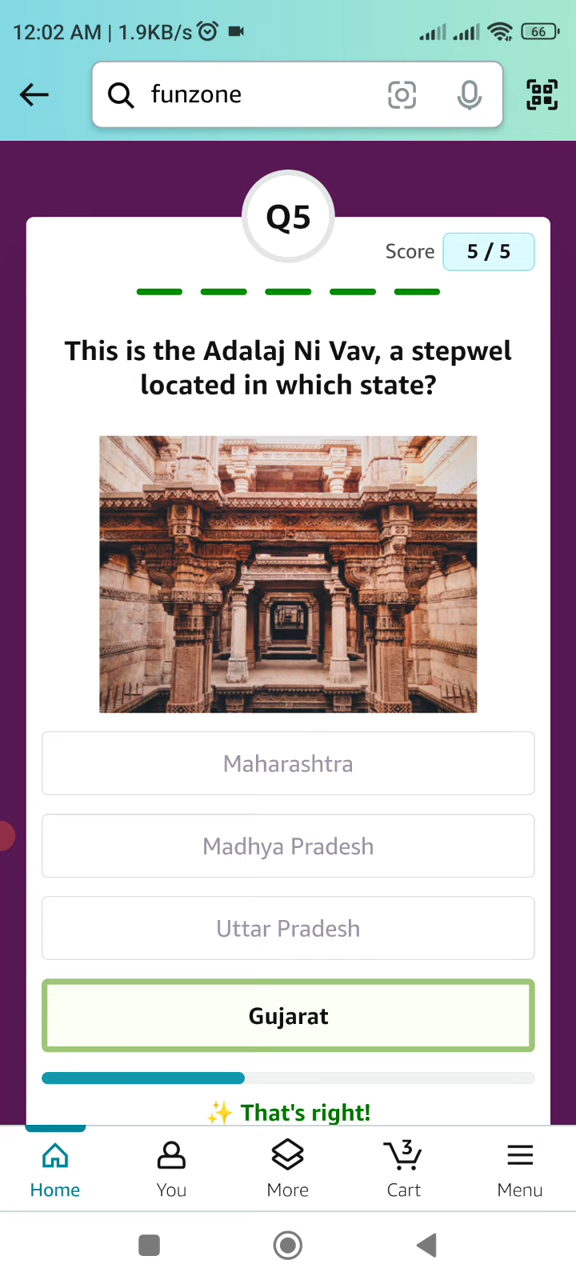 12:02 AM | 1.9KB/s
66
funzone
Q5
Score 5 / 5
This is the Adalaj Ni Vav, a stepwel
located in which state?
Maharashtra
Madhya Pradesh
Uttar Pradesh
Gujarat
✨ That's right!
3
Home You More Cart Menu